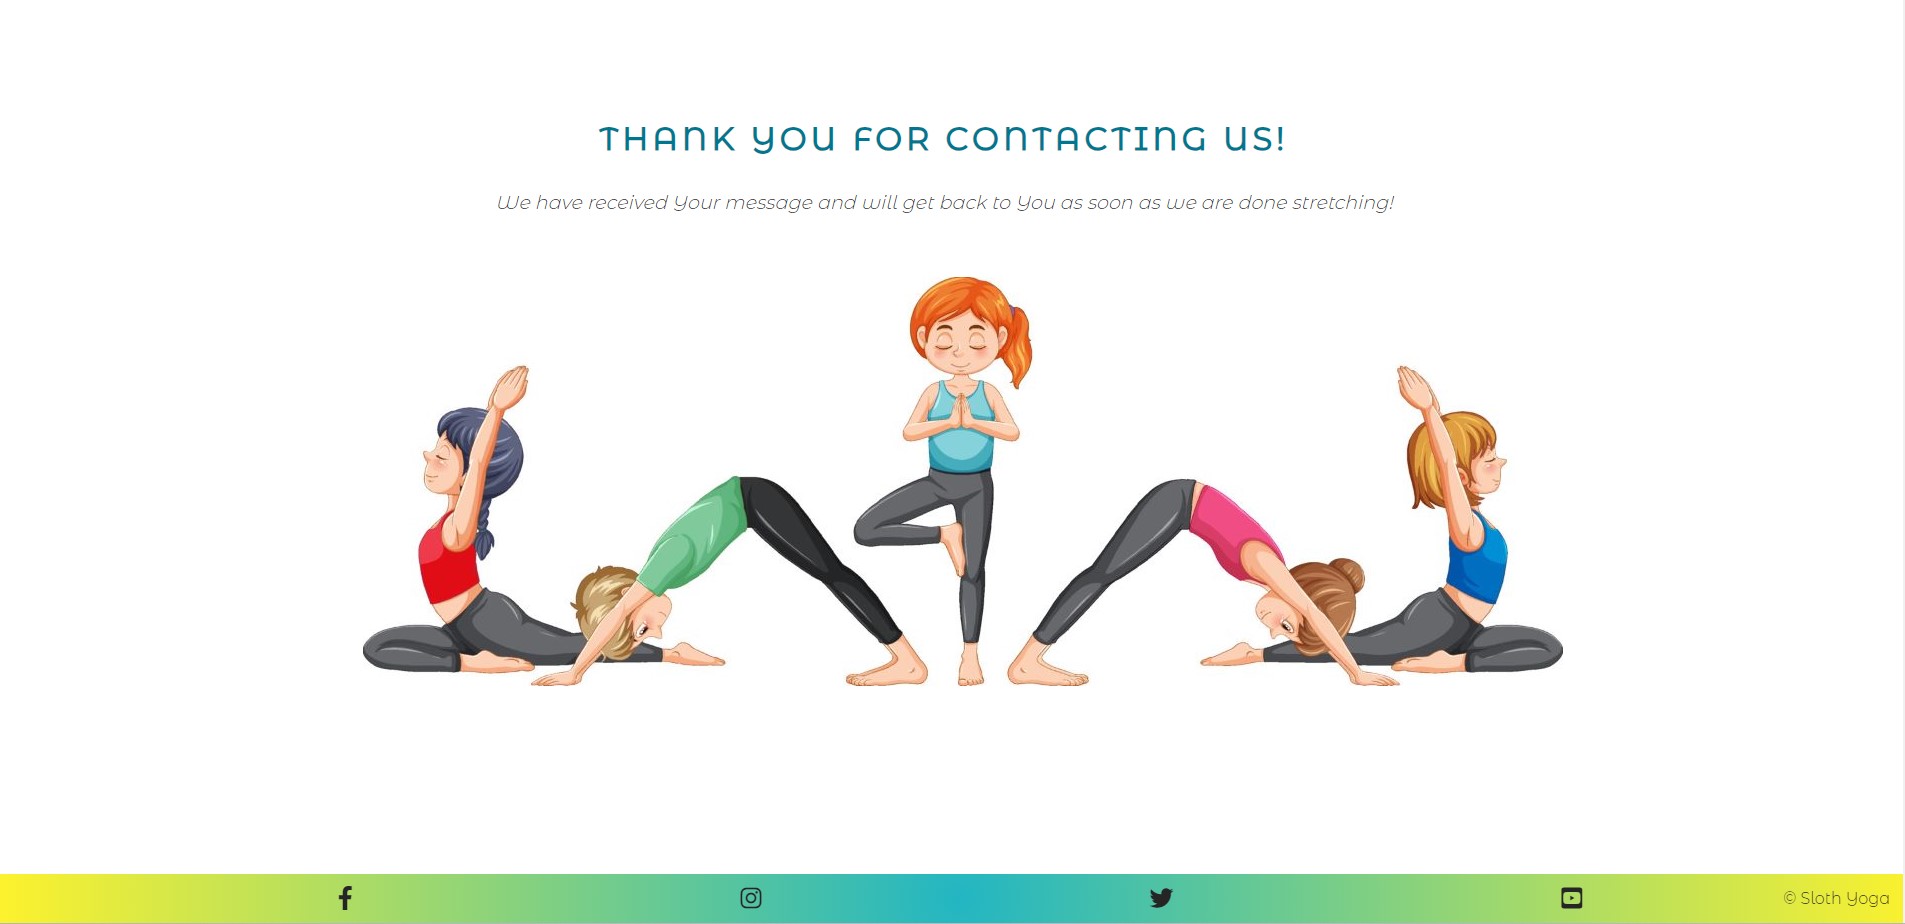 THANK YOU FOR CONTACTING US!
We have received Your message and will get back to You as soon as we are done stretching!
© Sloth Yoga